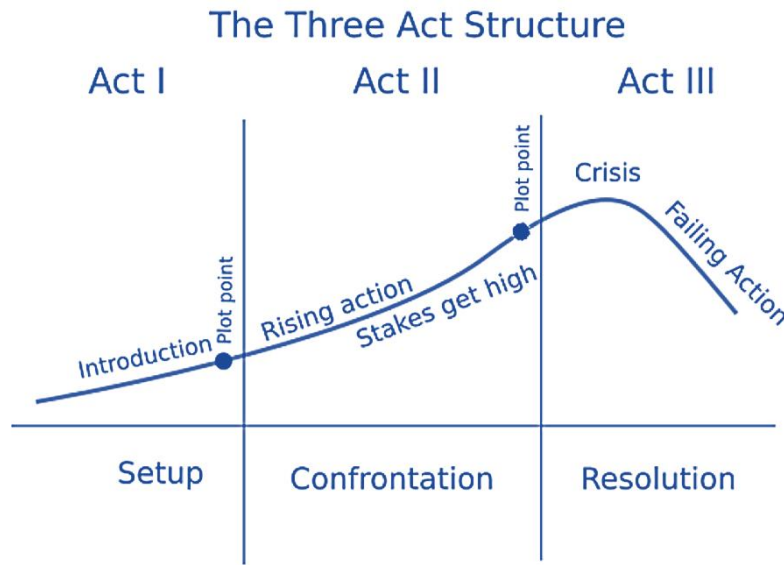 The Three Act Structure
Act I
Act II
Act III
Introduction
Plot point
Rising action
Stakes get high
Plot point
Crisis
Failing Action
Setup
Confrontation
Resolution